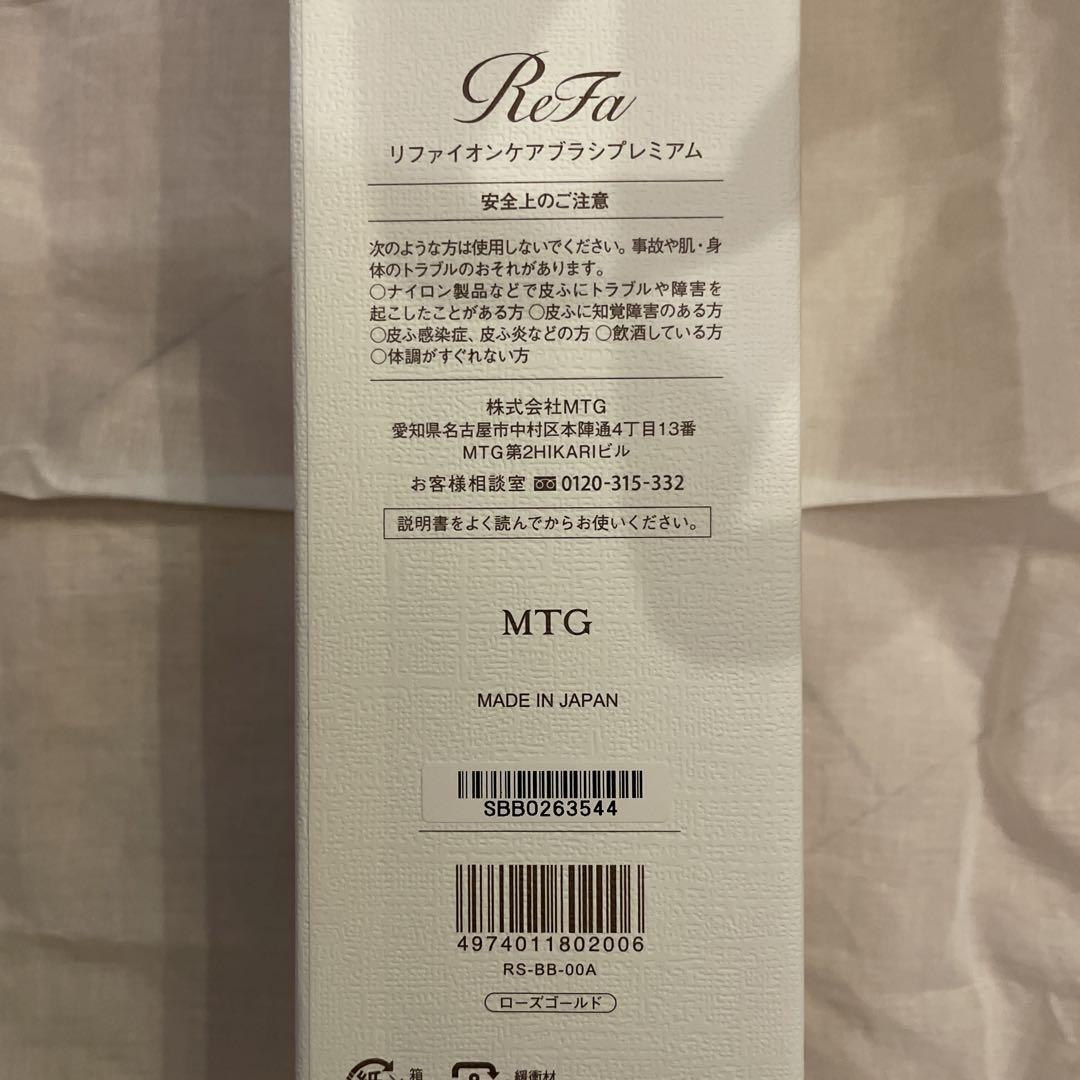 ReFa
リファイオンケアブラシプレミアム
安全上のご注意
次のような方は使用しないでください。事故や肌・身
体のトラブルのおそれがあります。
○ナイロン製品などで皮ふにトラブルや障害を
起こしたことがある方 ○皮ふに知覚障害のある方
○皮ふ感染症、皮ふ炎などの方 ○飲酒している方
○体調がすぐれない方
株式会社MTG
愛知県名古屋市中村区本陣通4丁目13番
MTG第2HIKARIビル
お客様相談室 0120-315-332
説明書をよく読んでからお使いください。
MTG
MADE IN JAPAN
SBB0263544
4974011802006
RS-BB-00A
ローズゴールド
紙 箱 緩衝材